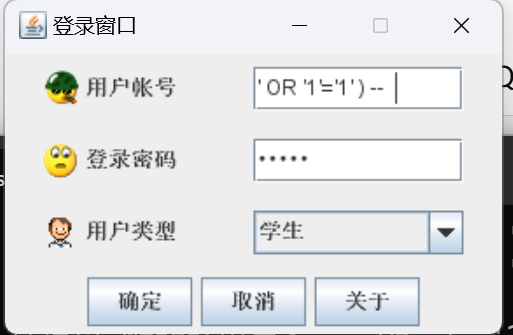 登录窗口
用户帐号 ' OR '1'='1' ) --
登录密码 •••••
用户类型 学生
确定 取消 关于
Q
s